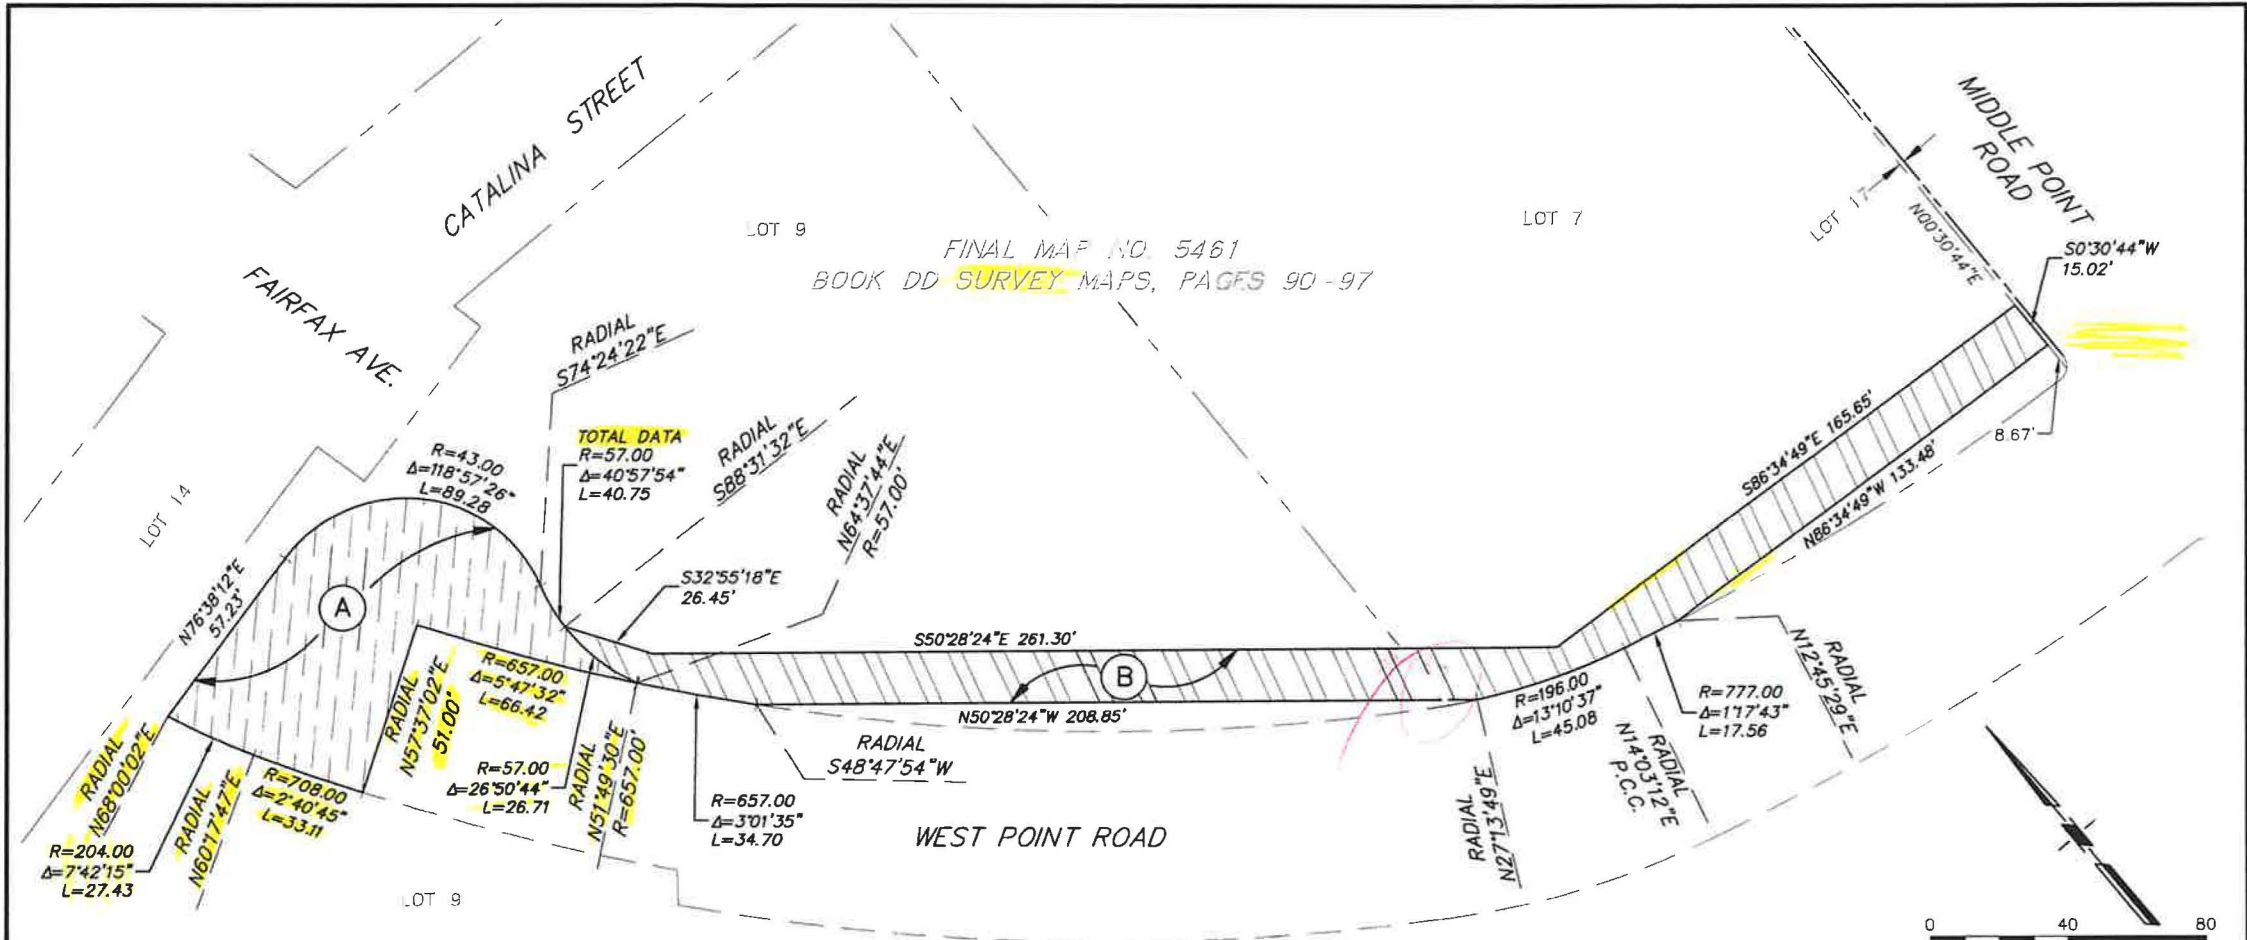 CATALINA STREET
FAIRFAX AVE.
LOT 9
FINAL MAP NO. 5461
BOOK DD SURVEY MAPS, PAGES 90-97
LOT 7
LOT 17
N00°30'44"E
MIDDLE POINT
ROAD
S0°30'44"W
15.02'
8.67'
RADIAL
S74°24'22"E
TOTAL DATA
R=57.00
Δ=40°57'54"
L=40.75
RADIAL
S88°31'32"E
RADIAL
N64°37'44"E
R=57.00'
R=43.00
Δ=118°57'26"
L=89.28
LOT 14
N76°38'12"E
57.23'
A
S32°55'18"E
26.45'
S50°28'24"E 261.30'
B
N50°28'24"W 208.85'
S86°34'49"E 165.65'
N86°34'49"W 133.48'
RADIAL
N68°00'02"E
R=204.00
Δ=7°42'15"
L=27.43
RADIAL
N60°17'47"E
R=708.00
Δ=2°40'45"
L=33.11
RADIAL
N57°37'02"E
51.00'
R=657.00
Δ=5°47'32"
L=66.42
R=57.00
Δ=26°50'44"
L=26.71
RADIAL
N51°49'30"E
R=657.00'
R=657.00
Δ=3°01'35"
L=34.70
RADIAL
S48°47'54"W
WEST POINT ROAD
RADIAL
N27°13'49"E
R=196.00
Δ=13°10'37"
L=45.08
RADIAL
N14°03'12"E
P.C.C.
R=777.00
Δ=1°17'43"
L=17.56
RADIAL
N12°45'29"E
LOT 9
0 40 80